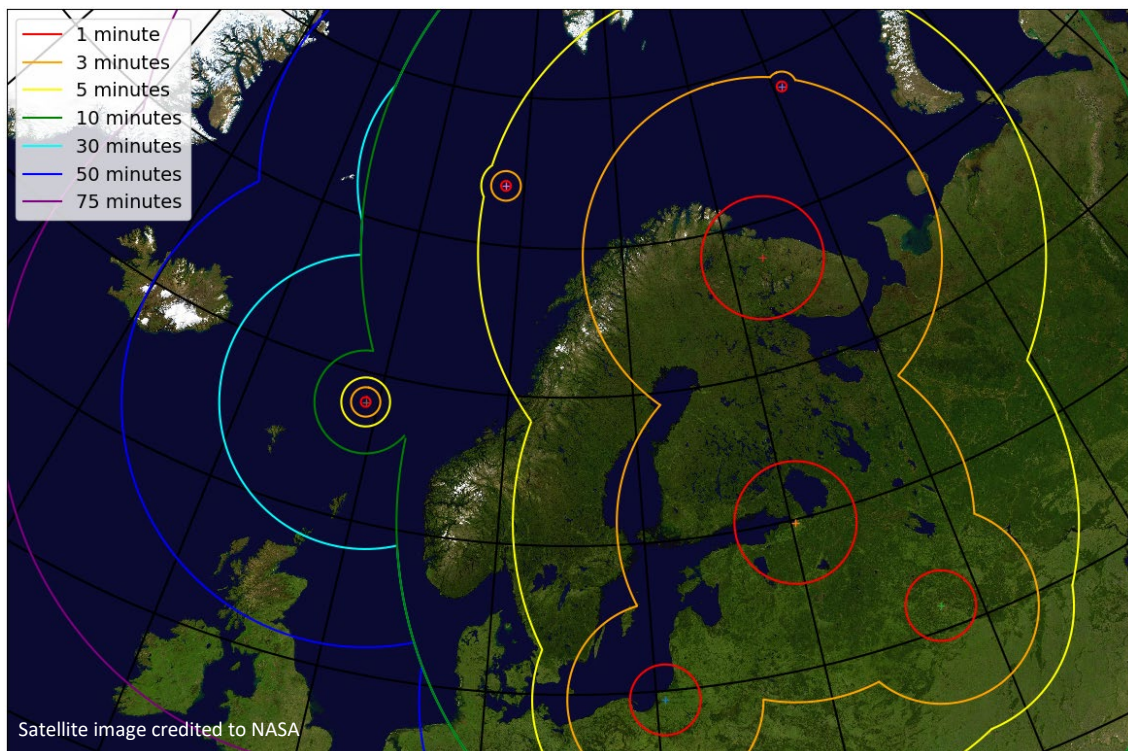 1 minute
3 minutes
5 minutes
10 minutes
30 minutes
50 minutes
75 minutes
Satellite image credited to NASA